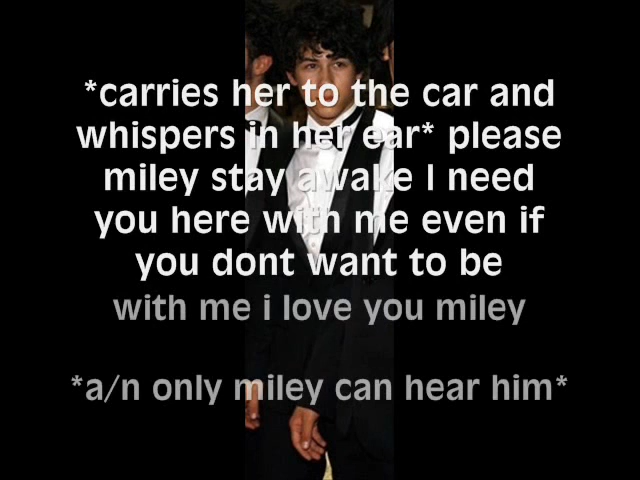 *carries her to the car and
whispers in her ear* please
miley stay awake I need
you here with me even if
you dont want to be
with me i love you miley
*a/n only miley can hear him*